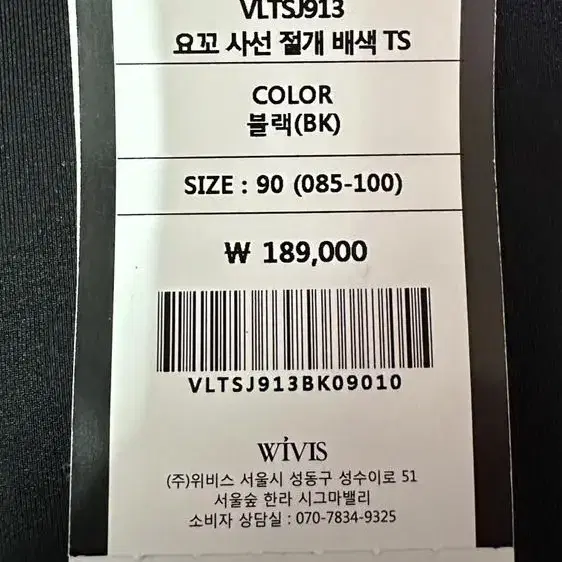 VLTSJ913
요꼬 사선 절개 배색 TS
COLOR
블랙(BK)
SIZE : 90 (085-100)
₩ 189,000
VLTSJ913BK09010
WIVIS
(주)위비스 서울시 성동구 성수이로 51
서울숲 한라 시그마밸리
소비자 상담실 : 070-7834-9325